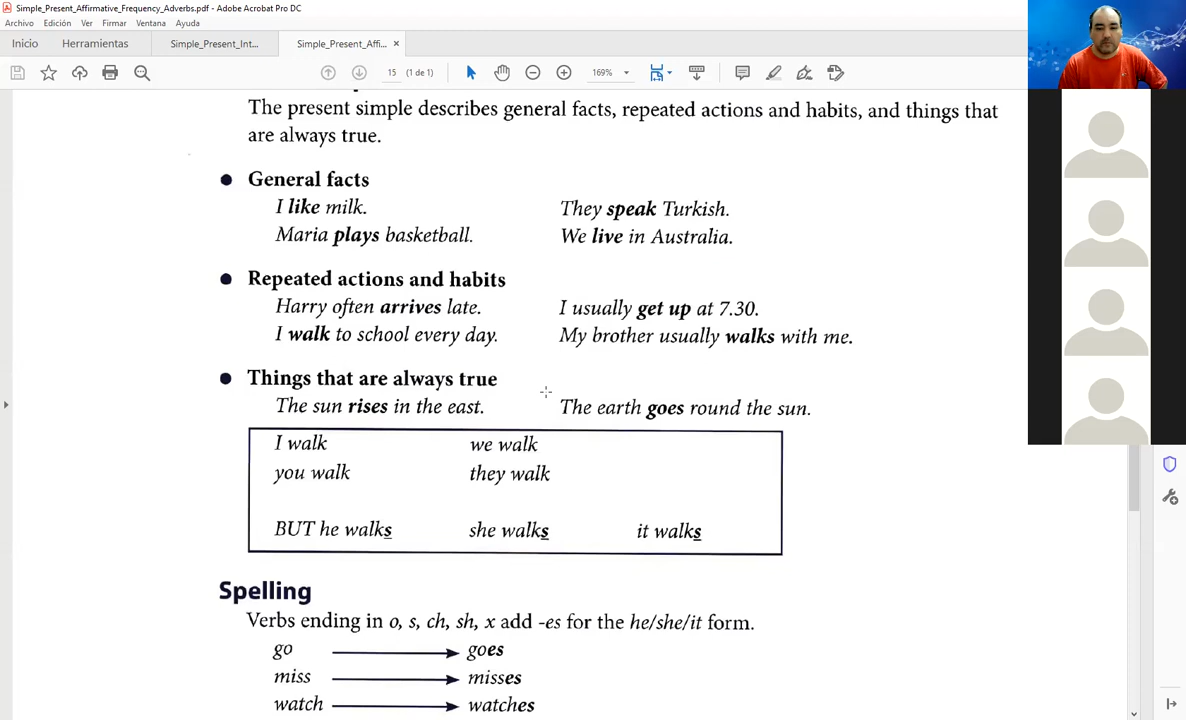 Simple_Present_Affirmative_Frequency_Adverbs.pdf - Adobe Acrobat Pro DC
Archivo Edición Ver Firmar Ventana Ayuda
Inicio Herramientas Simple_Present_Int... Simple_Present_Affi... ×
15 (1 de 1) 169%
The present simple describes general facts, repeated actions and habits, and things that
are always true.
● General facts
I like milk. They speak Turkish.
Maria plays basketball. We live in Australia.
● Repeated actions and habits
Harry often arrives late. I usually get up at 7.30.
I walk to school every day. My brother usually walks with me.
● Things that are always true
The sun rises in the east. The earth goes round the sun.
I walk we walk
you walk they walk
BUT he walks she walks it walks
Spelling
Verbs ending in o, s, ch, sh, x add -es for the he/she/it form.
go goes
miss misses
watch watches